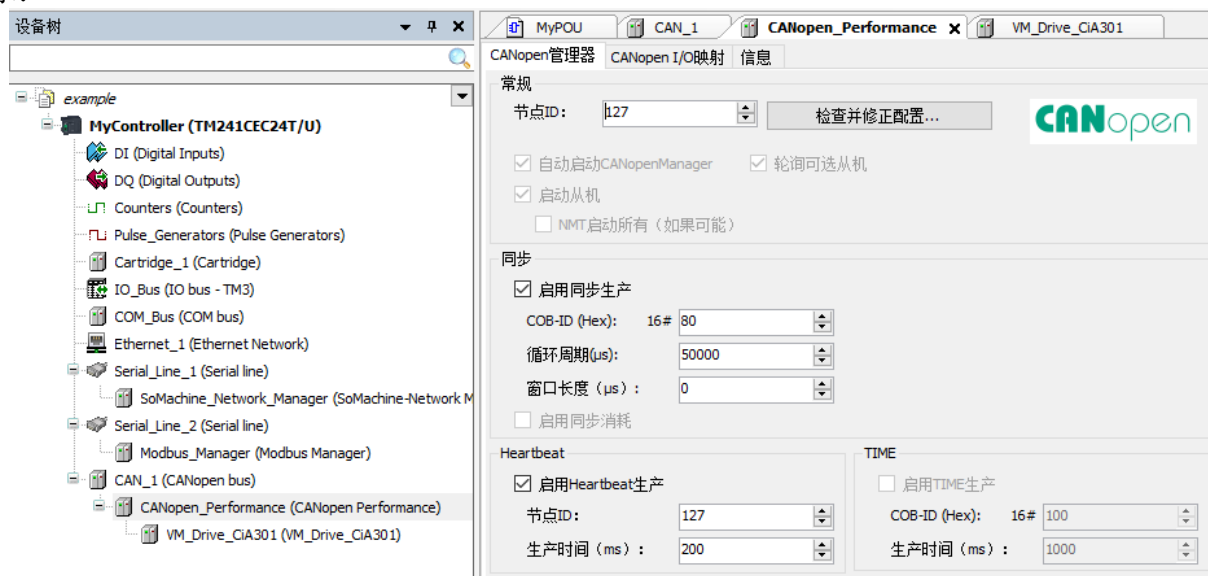 设备树
MyPOU CAN_1 CANopen_Performance VM_Drive_CiA301
example
MyController (TM241CEC24T/U)
DI (Digital Inputs)
DQ (Digital Outputs)
Counters (Counters)
Pulse_Generators (Pulse Generators)
Cartridge_1 (Cartridge)
IO_Bus (IO bus - TM3)
COM_Bus (COM bus)
Ethernet_1 (Ethernet Network)
Serial_Line_1 (Serial line)
SoMachine_Network_Manager (SoMachine-Network M
Serial_Line_2 (Serial line)
Modbus_Manager (Modbus Manager)
CAN_1 (CANopen bus)
CANopen_Performance (CANopen Performance)
VM_Drive_CiA301 (VM_Drive_CiA301)
CANopen管理器 CANopen I/O映射 信息
常规
节点ID: 127 检查并修正配置... CANopen
自动启动CANopenManager 轮询可选从机
启动从机
NMT启动所有（如果可能）
同步
启用同步生产
COB-ID (Hex): 16# 80
循环周期(μs): 50000
窗口长度（μs）: 0
启用同步消耗
Heartbeat
启用Heartbeat生产
节点ID: 127
生产时间（ms）: 200
TIME
启用TIME生产
COB-ID (Hex): 16# 100
生产时间（ms）: 1000